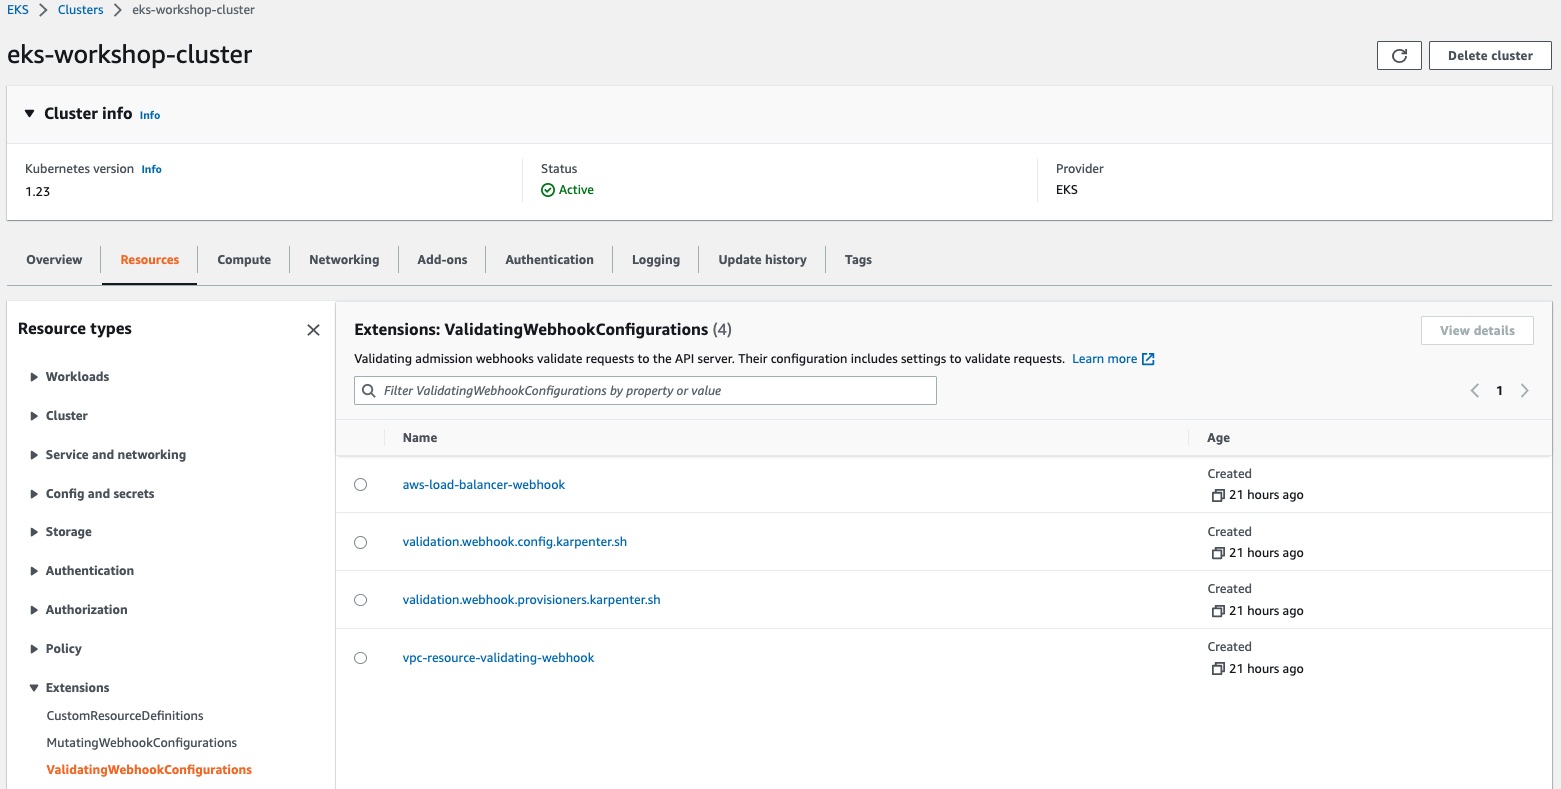 EKS > Clusters > eks-workshop-cluster
eks-workshop-cluster
Delete cluster
Cluster info Info
Kubernetes version Info
1.23
Status
Active
Provider
EKS
Overview
Resources
Compute
Networking
Add-ons
Authentication
Logging
Update history
Tags
Resource types
Workloads
Cluster
Service and networking
Config and secrets
Storage
Authentication
Authorization
Policy
Extensions
CustomResourceDefinitions
MutatingWebhookConfigurations
ValidatingWebhookConfigurations
Extensions: ValidatingWebhookConfigurations (4)
View details
Validating admission webhooks validate requests to the API server. Their configuration includes settings to validate requests. Learn more
Filter ValidatingWebhookConfigurations by property or value
1
Name
Age
aws-load-balancer-webhook
Created
21 hours ago
validation.webhook.config.karpenter.sh
Created
21 hours ago
validation.webhook.provisioners.karpenter.sh
Created
21 hours ago
vpc-resource-validating-webhook
Created
21 hours ago